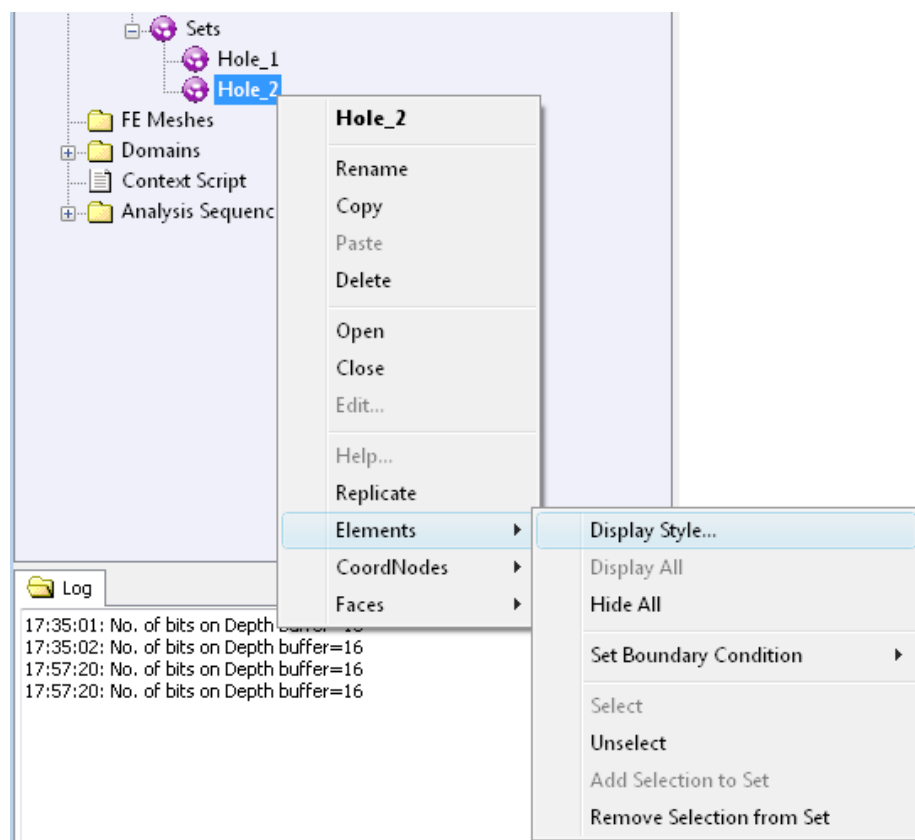 Sets
Hole_1
Hole_2
FE Meshes
Domains
Context Script
Analysis Sequenc
Hole_2
Rename
Copy
Paste
Delete
Open
Close
Edit...
Help...
Replicate
Elements
CoordNodes
Faces
Display Style...
Display All
Hide All
Set Boundary Condition
Select
Unselect
Add Selection to Set
Remove Selection from Set
Log
17:35:01: No. of bits on Depth buffer=16
17:35:02: No. of bits on Depth buffer=16
17:57:20: No. of bits on Depth buffer=16
17:57:20: No. of bits on Depth buffer=16